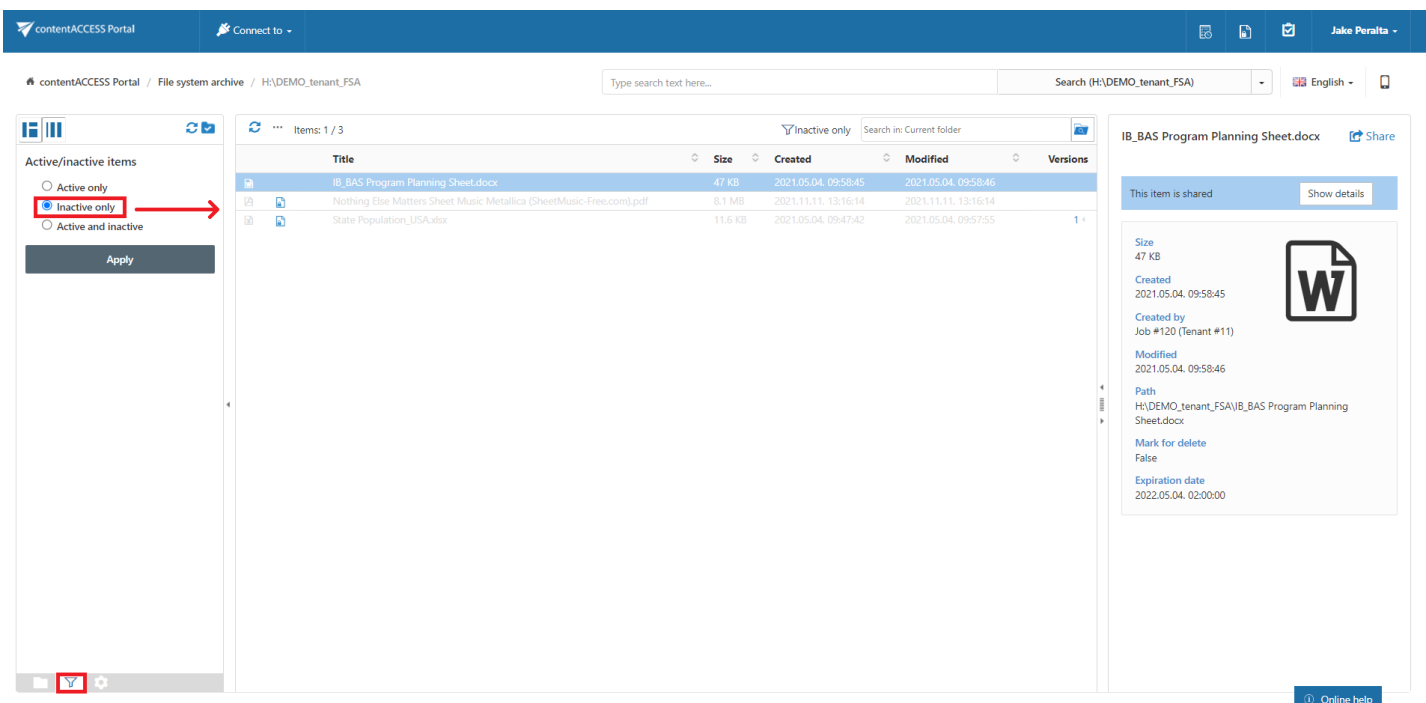 contentACCESS Portal
Connect to
Jake Peralta
contentACCESS Portal / File system archive / H:\DEMO_tenant_FSA
Type search text here...
Search (H:\DEMO_tenant_FSA)
English
Active/inactive items
Active only
Inactive only
Active and inactive
Apply
Items: 1 / 3
Inactive only
Search in: Current folder
Title Size Created Modified Versions
IB_BAS Program Planning Sheet.docx 47 KB 2021.05.04. 09:58:45 2021.05.04. 09:58:46
Nothing Else Matters Sheet Music Metallica (SheetMusic-Free.com).pdf 8.1 MB 2021.11.11. 13:16:14 2021.11.11. 13:16:14
State Population_USA.xlsx 11.6 KB 2021.05.04. 09:47:42 2021.05.04. 09:57:55 1
IB_BAS Program Planning Sheet.docx
Share
This item is shared
Show details
Size
47 KB
Created
2021.05.04. 09:58:45
Created by
Job #120 (Tenant #11)
Modified
2021.05.04. 09:58:46
Path
H:\DEMO_tenant_FSA\IB_BAS Program Planning
Sheet.docx
Mark for delete
False
Expiration date
2022.05.04. 02:00:00
W
Online help